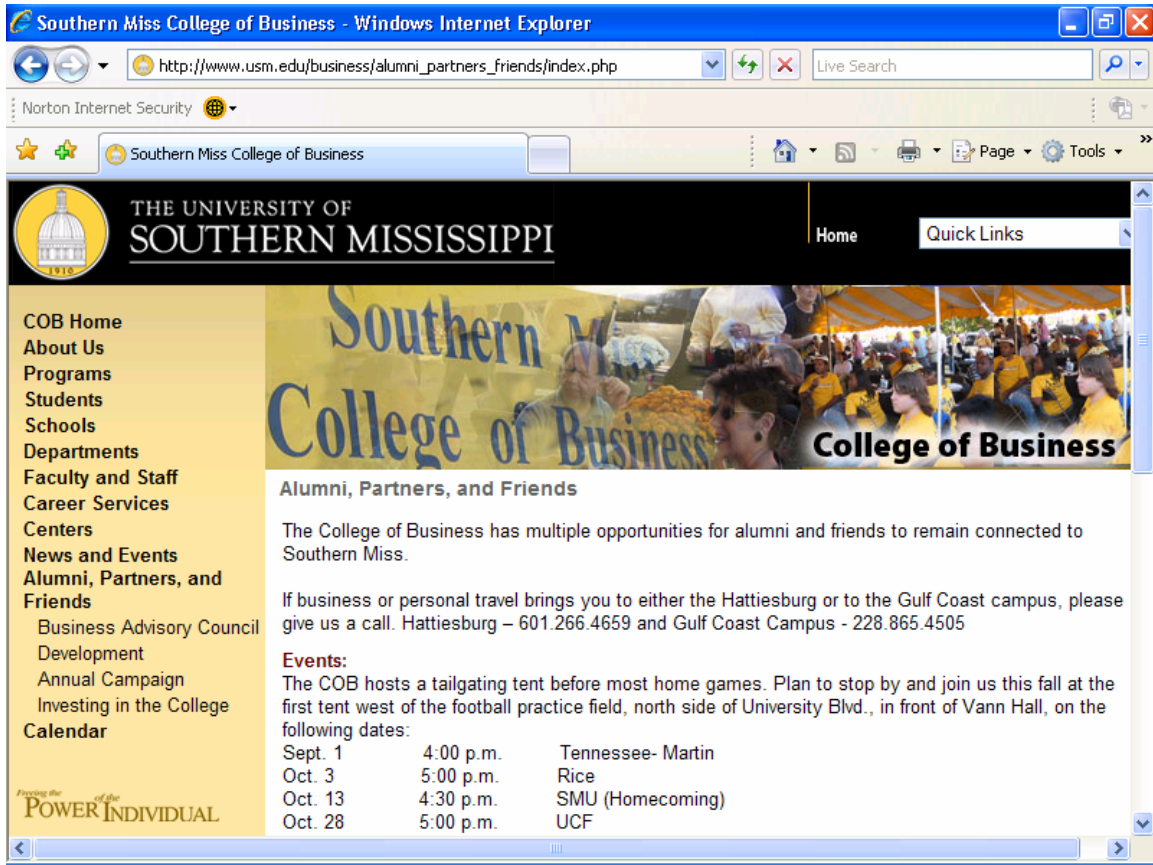 Southern Miss College of Business - Windows Internet Explorer
http://www.usm.edu/business/alumni_partners_friends/index.php
Live Search
Norton Internet Security
Southern Miss College of Business
Page
Tools
THE UNIVERSITY OF
SOUTHERN MISSISSIPPI
1910
Home
Quick Links
Southern Miss
College of Business
College of Business
COB Home
About Us
Programs
Students
Schools
Departments
Faculty and Staff
Career Services
Centers
News and Events
Alumni, Partners, and
Friends
Business Advisory Council
Development
Annual Campaign
Investing in the College
Calendar
Freeing the
of the
POWER INDIVIDUAL
Alumni, Partners, and Friends
The College of Business has multiple opportunities for alumni and friends to remain connected to
Southern Miss.
If business or personal travel brings you to either the Hattiesburg or to the Gulf Coast campus, please
give us a call. Hattiesburg – 601.266.4659 and Gulf Coast Campus - 228.865.4505
Events:
The COB hosts a tailgating tent before most home games. Plan to stop by and join us this fall at the
first tent west of the football practice field, north side of University Blvd., in front of Vann Hall, on the
following dates:
Sept. 1 4:00 p.m. Tennessee- Martin
Oct. 3 5:00 p.m. Rice
Oct. 13 4:30 p.m. SMU (Homecoming)
Oct. 28 5:00 p.m. UCF